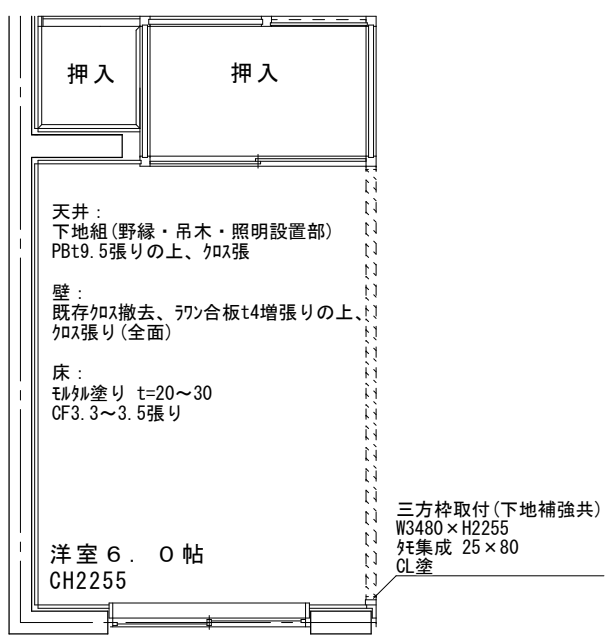 押入
押入
天井：
下地組(野縁・吊木・照明設置部)
PBt9.5張りの上、ｸﾛｽ張
壁：
既存ｸﾛｽ撤去、ﾗﾜﾝ合板t4増張りの上、
ｸﾛｽ張り(全面)
床：
ﾓﾙﾀﾙ塗り t=20～30
CF3.3～3.5張り
洋室６．０帖
CH2255
三方枠取付(下地補強共)
W3480×H2255
ﾀﾓ集成 25×80
CL塗